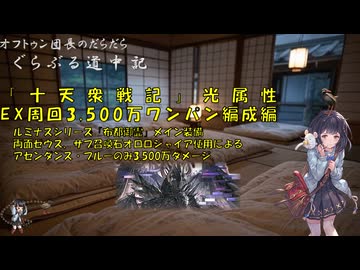 オフトゥン団長のだらだら
ぐらぶる道中記
「十天衆戦記」光属性
EX周回3,500万ワンパン編成編
ルミナスシリーズ「布都御霊」メイン装備
両面セウス、サブ召喚石オロロジャイア使用による
アセンダンス・ブルーのみ3,500万ダメージ